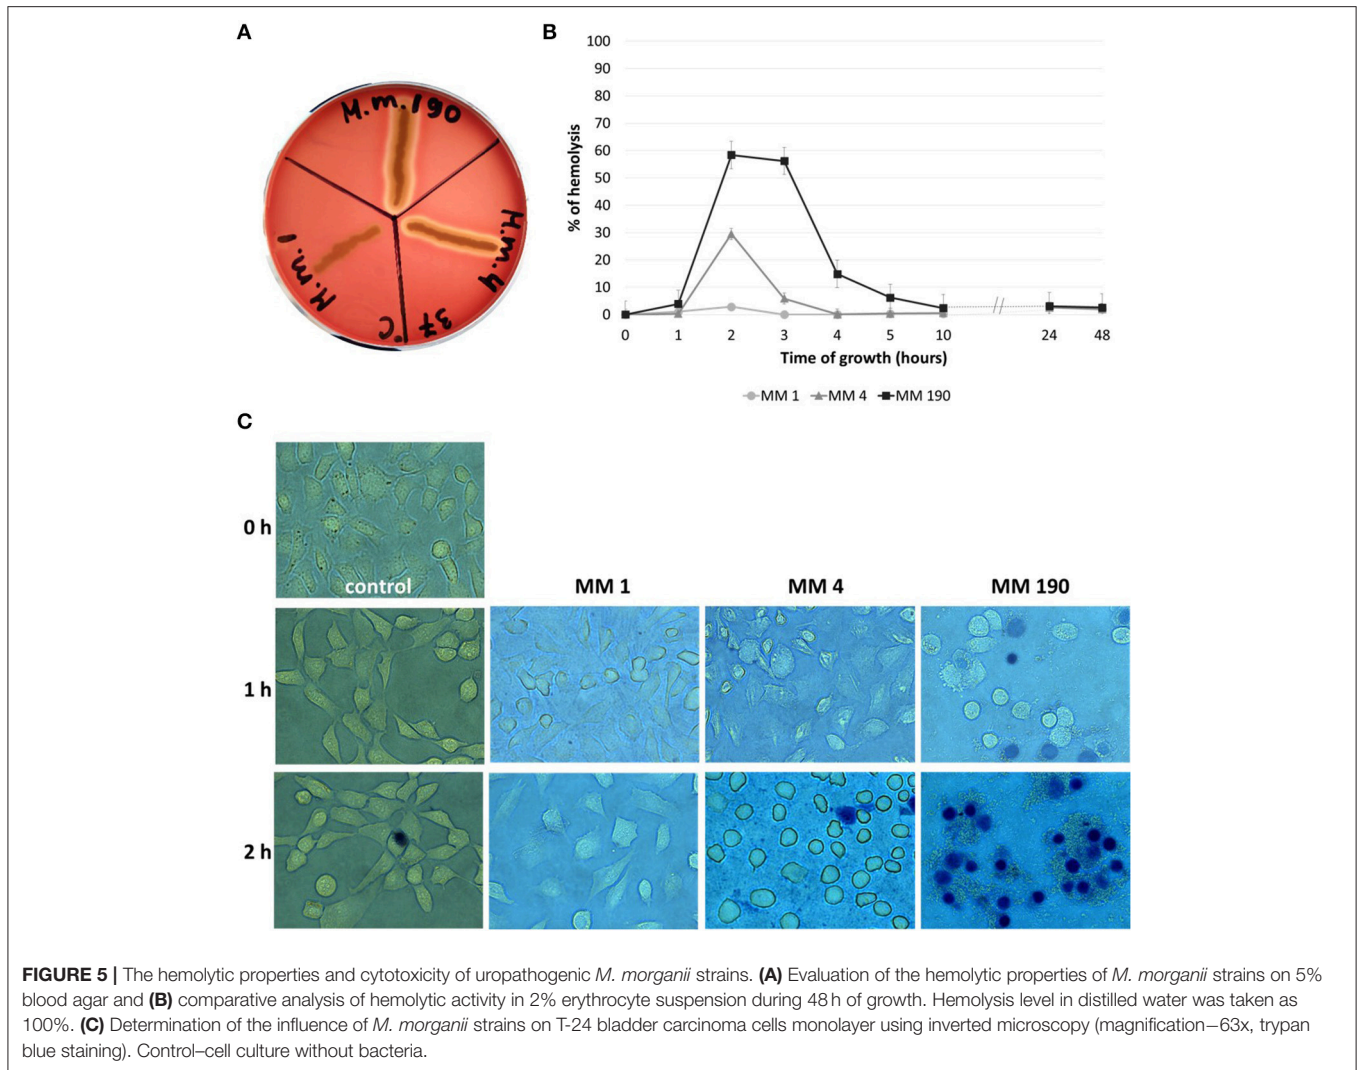 A
M.m.190
M.m.4
M.m.1
37 °C
B
100
90
80
70
60
50
40
30
20
10
0
% of hemolysis
0 1 2 3 4 5 10 // 24 48
Time of growth (hours)
MM 1 MM 4 MM 190
C
0 h
control
MM 1 MM 4 MM 190
1 h
2 h
FIGURE 5 | The hemolytic properties and cytotoxicity of uropathogenic M. morganii strains. (A) Evaluation of the hemolytic properties of M. morganii strains on 5%
blood agar and (B) comparative analysis of hemolytic activity in 2% erythrocyte suspension during 48 h of growth. Hemolysis level in distilled water was taken as
100%. (C) Determination of the influence of M. morganii strains on T-24 bladder carcinoma cells monolayer using inverted microscopy (magnification−63x, trypan
blue staining). Control–cell culture without bacteria.